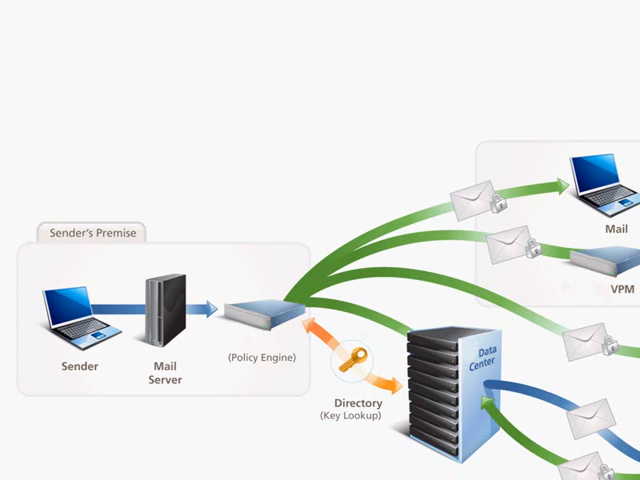 Sender's Premise
Sender
Mail
Server
(Policy Engine)
Directory
(Key Lookup)
Data
Center
Mail
VPM